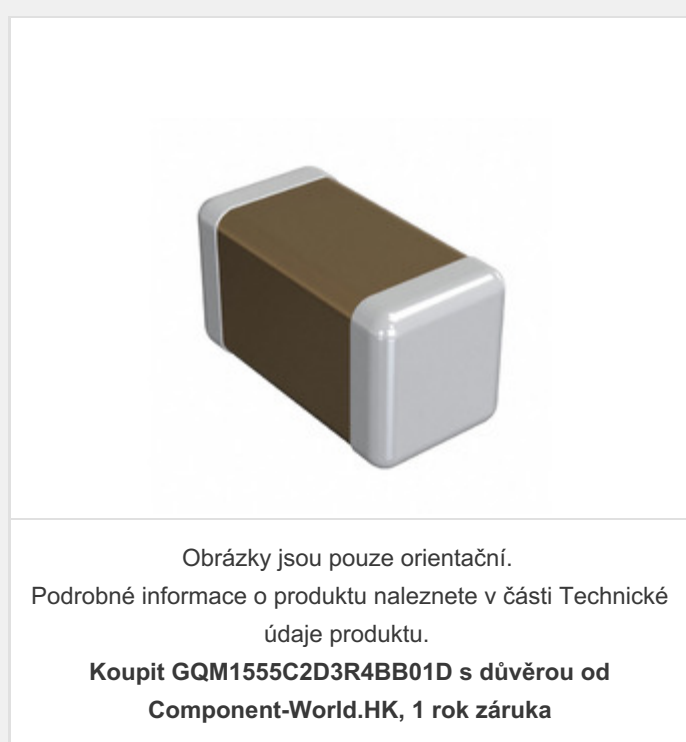 Obrázky jsou pouze orientační.
Podrobné informace o produktu naleznete v části Technické
údaje produktu.
Koupit GQM1555C2D3R4BB01D s důvěrou od
Component-World.HK, 1 rok záruka